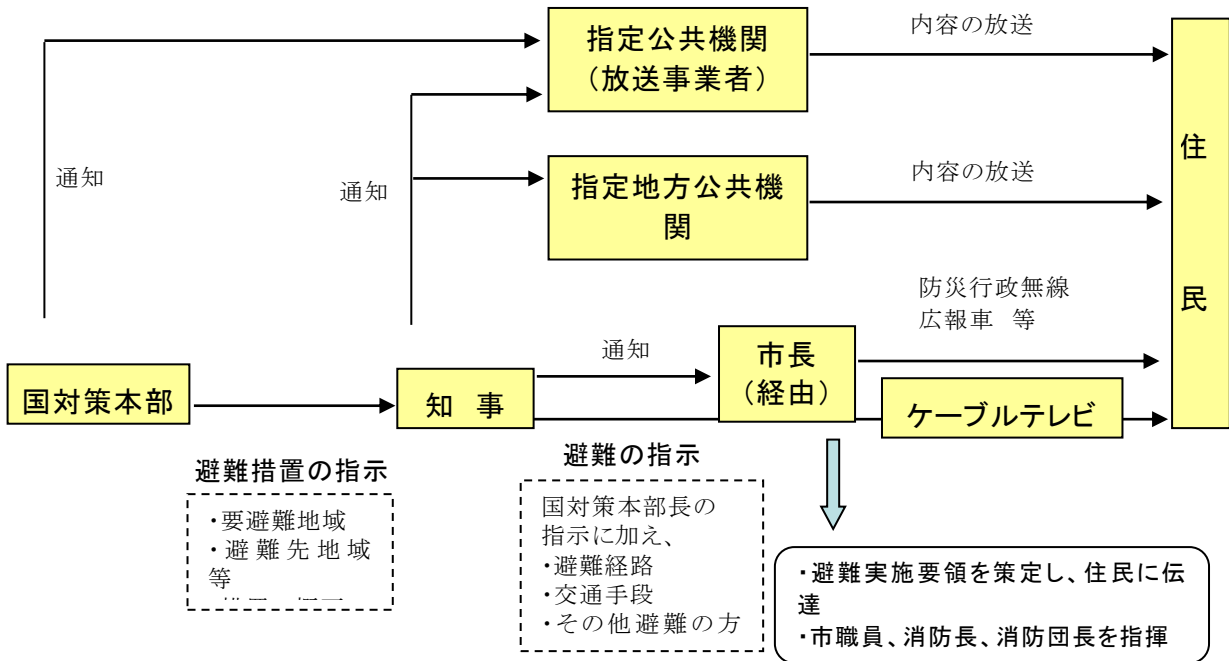 指定公共機関
（放送事業者）
内容の放送
通知
通知
指定地方公共機
関
内容の放送
住
民
防災行政無線
広報車 等
国対策本部
知 事
通知
市長
（経由）
ケーブルテレビ
避難措置の指示
・要避難地域
・避難先地域
等
避難の指示
国対策本部長の
指示に加え、
・避難経路
・交通手段
・その他避難の方
・避難実施要領を策定し、住民に伝
達
・市職員、消防長、消防団長を指揮